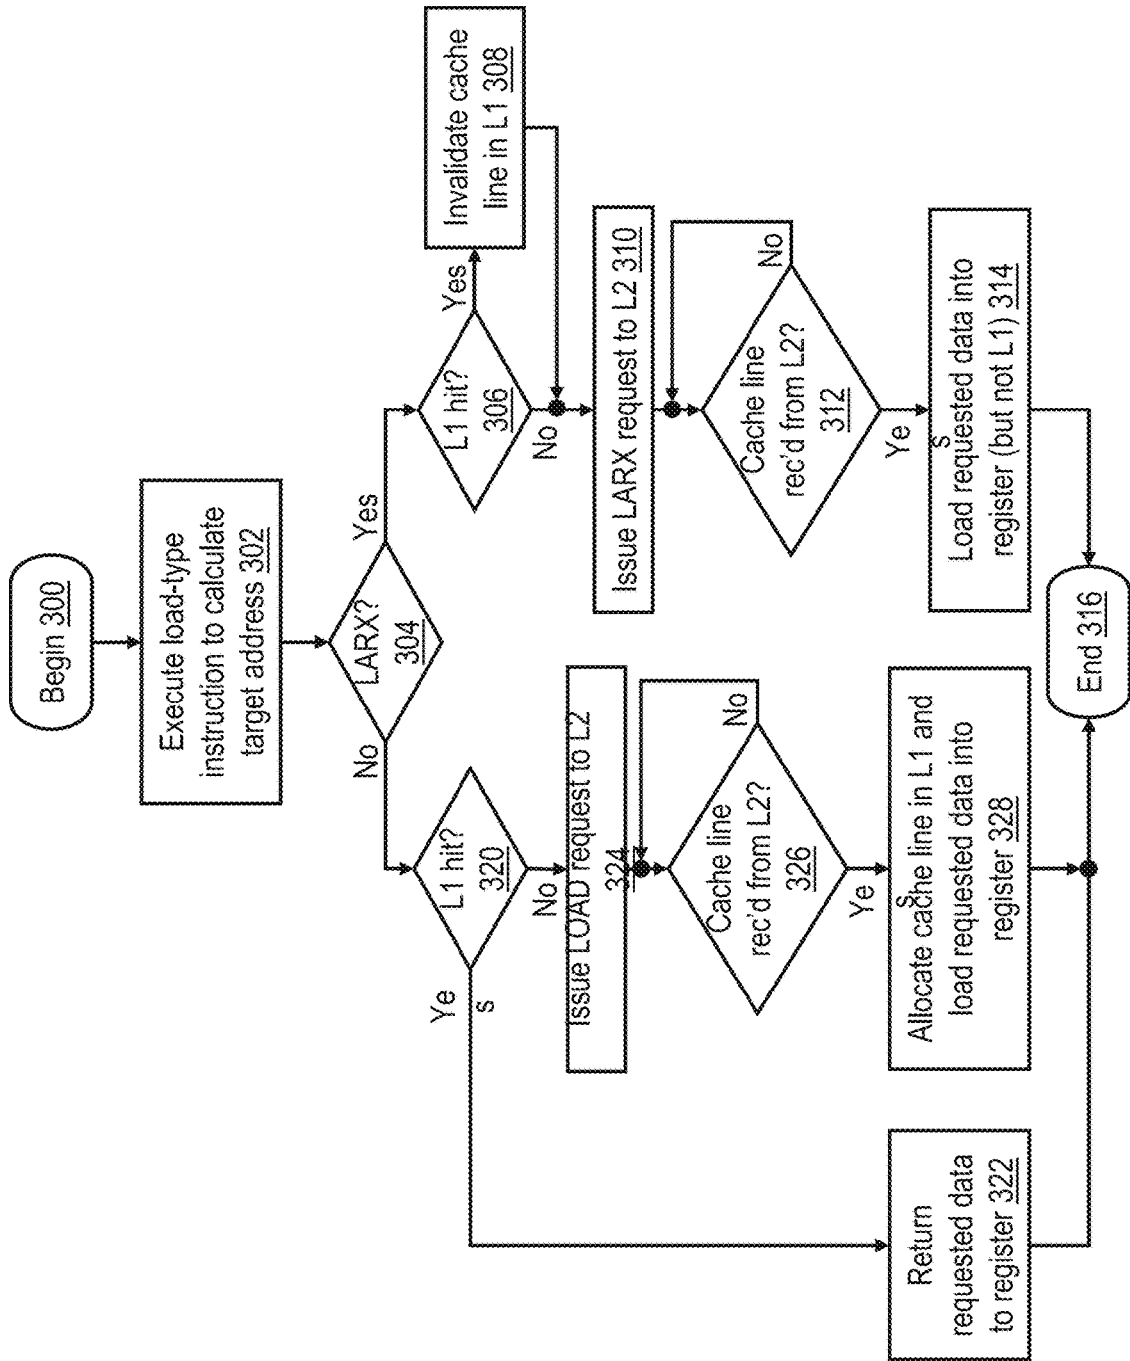 Begin 300
Execute load-type
instruction to calculate
target address 302
LARX?
304
No
Yes
L1 hit?
320
Ye
s
No
L1 hit?
306
Yes
No
Invalidate cache
line in L1 308
Issue LOAD request to L2
324
Issue LARX request to L2 310
Cache line
rec'd from L2?
326
No
Ye
s
Cache line
rec'd from L2?
312
No
Ye
s
Return
requested data
to register 322
Allocate cache line in L1 and
load requested data into
register 328
Load requested data into
register (but not L1) 314
End 316